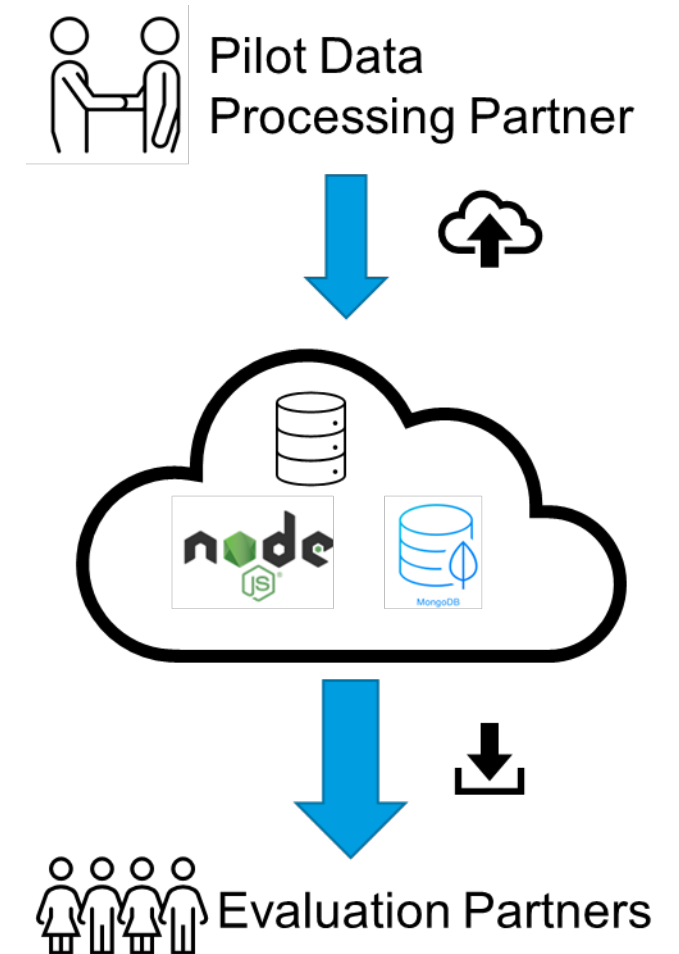 Pilot Data
Processing Partner
node
JS®
MongoDB
Evaluation Partners